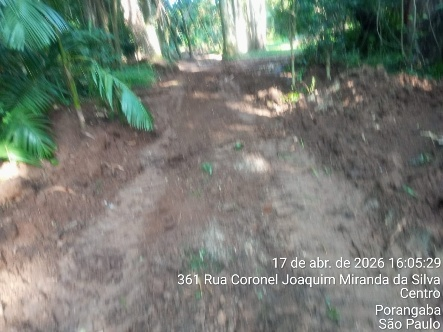 17 de abr. de 2026 16:05:29
361 Rua Coronel Joaquim Miranda da Silva
Centro
Porangaba
São Paulo